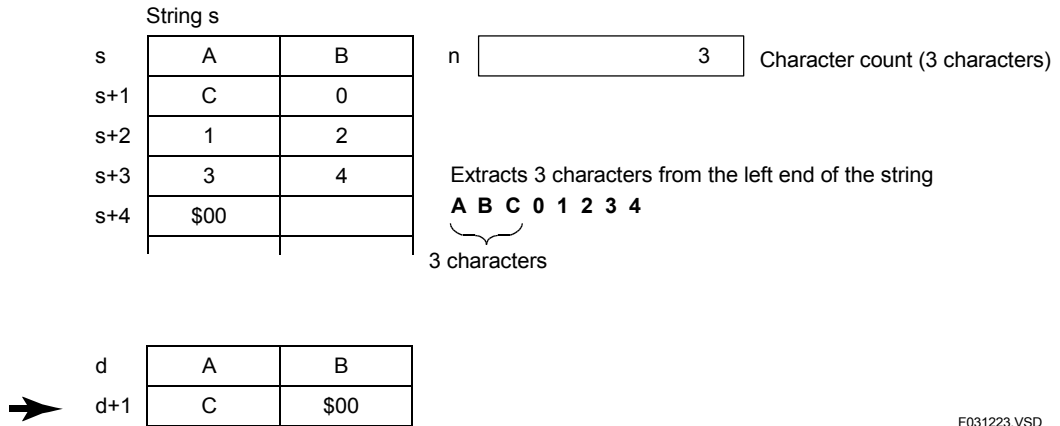 String s
s A B n 3 Character count (3 characters)
s+1 C 0
s+2 1 2
s+3 3 4 Extracts 3 characters from the left end of the string
s+4 $00 A B C 0 1 2 3 4
3 characters
d A B
d+1 C $00
F031223.VSD